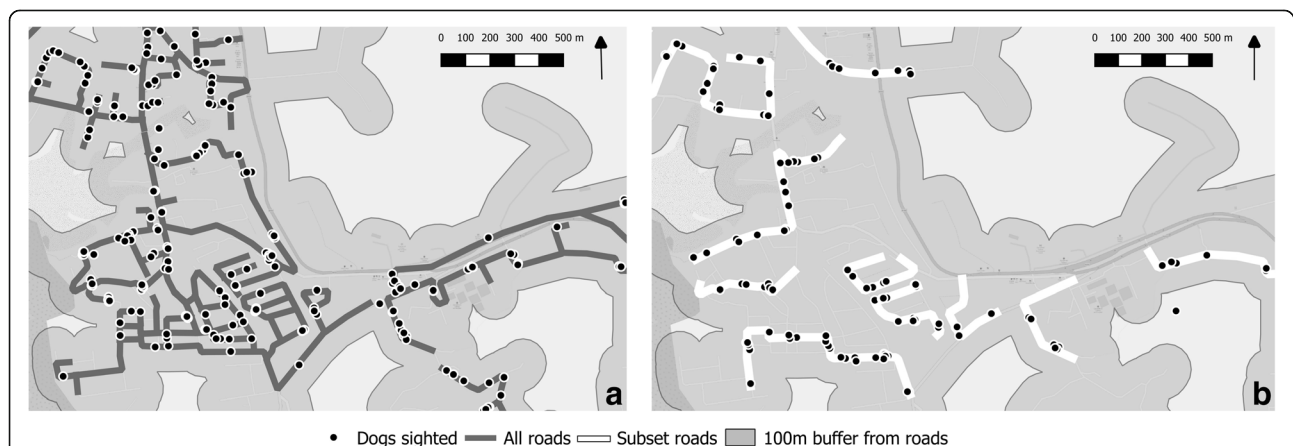 0 100 200 300 400 500 m
0 100 200 300 400 500 m
a
b
Dogs sighted All roads Subset roads 100m buffer from roads